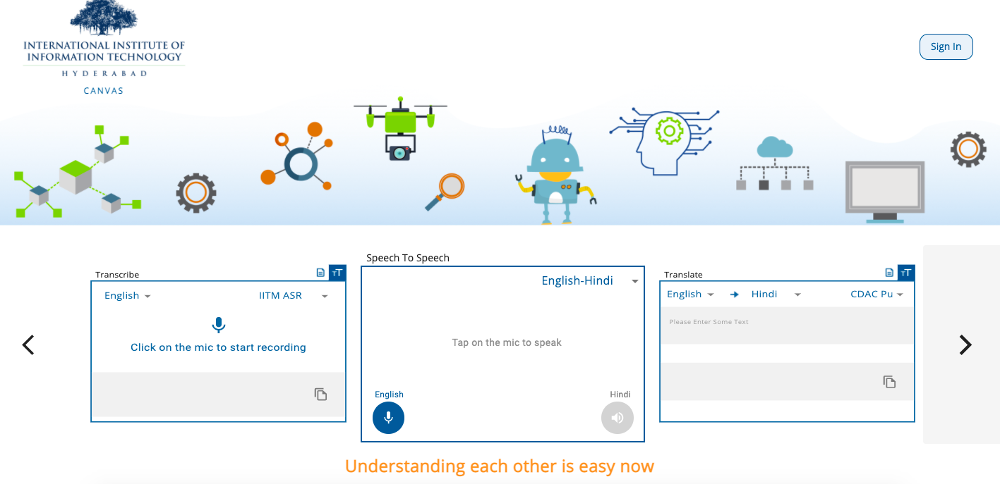 INTERNATIONAL INSTITUTE OF
INFORMATION TECHNOLOGY
HYDERABAD
CANVAS
Sign In
Transcribe
TT
English
IITM ASR
Click on the mic to start recording
Speech To Speech
English-Hindi
Tap on the mic to speak
English
Hindi
Translate
TT
English
Hindi
CDAC Pu
Please Enter Some Text
Understanding each other is easy now